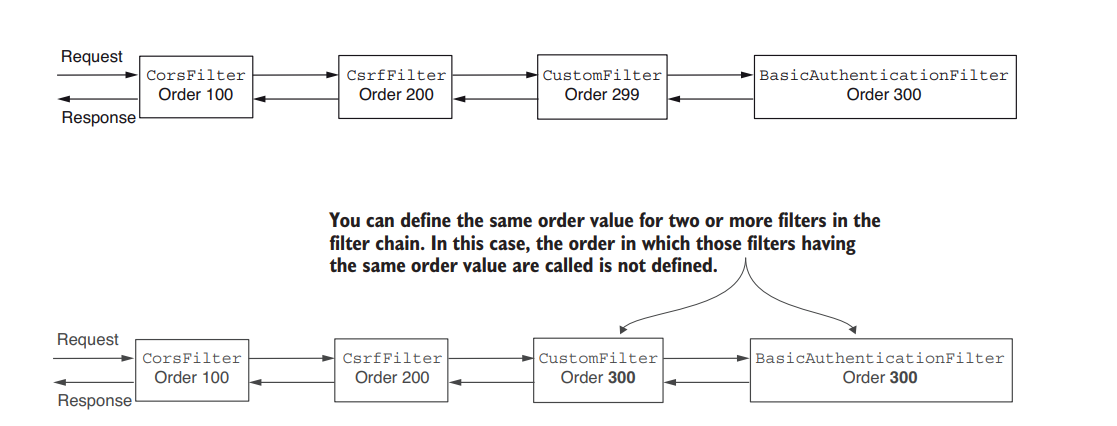 Request
CorsFilter
Order 100
CsrfFilter
Order 200
CustomFilter
Order 299
BasicAuthenticationFilter
Order 300
Response
You can define the same order value for two or more filters in the
filter chain. In this case, the order in which those filters having
the same order value are called is not defined.
Request
CorsFilter
Order 100
CsrfFilter
Order 200
CustomFilter
Order 300
BasicAuthenticationFilter
Order 300
Response